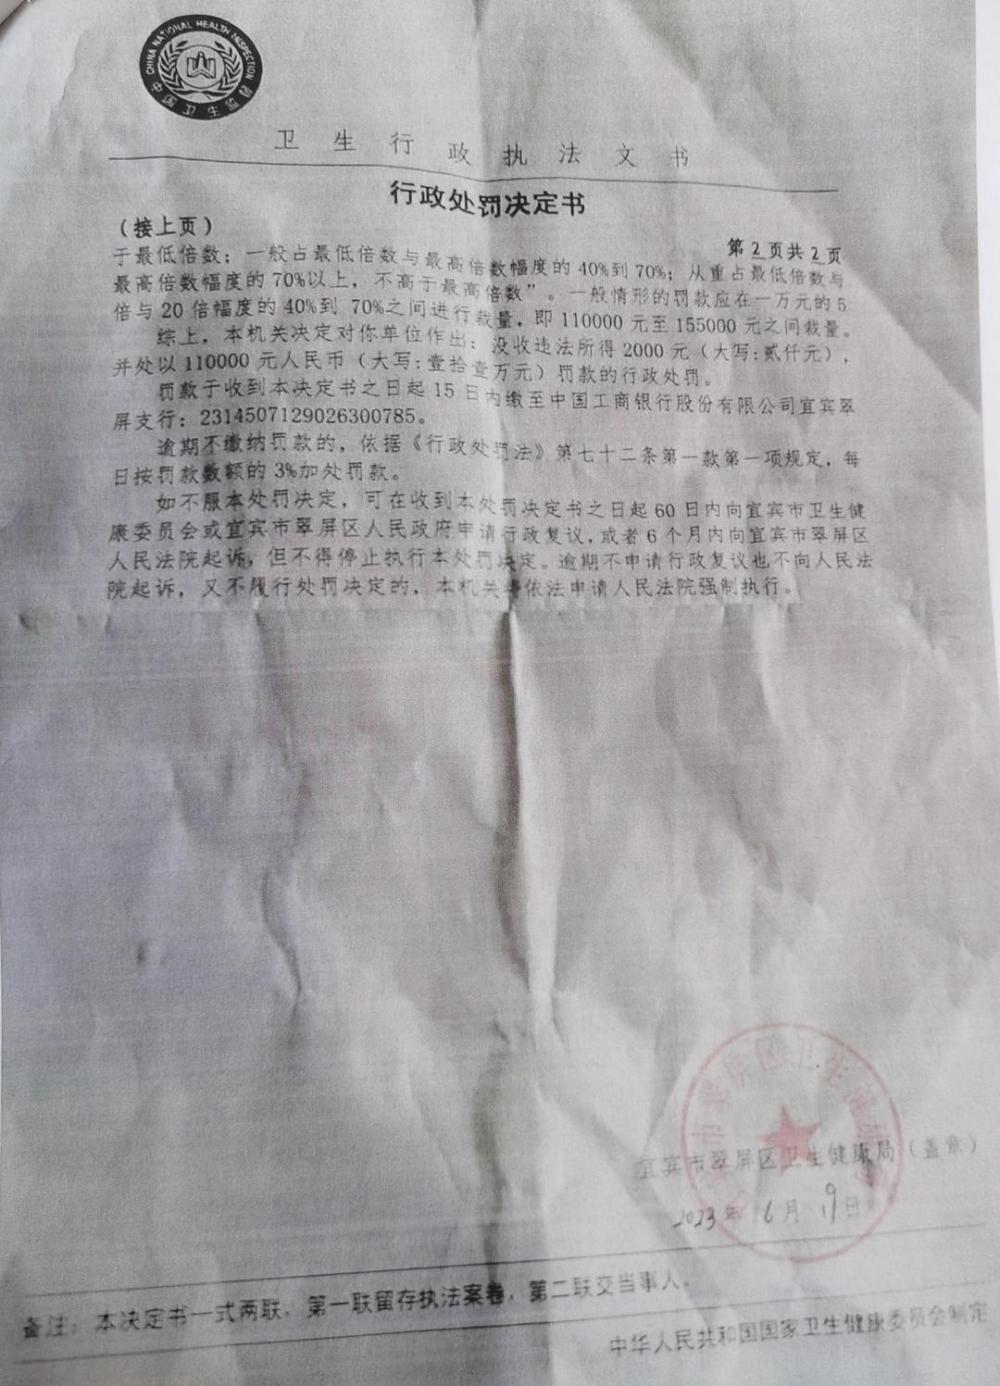 CHINA NATIONAL HEALTH INSPECTION
中国卫生监督
卫生行政执法文书
行政处罚决定书
（接上页）
第2页共2页
于最低倍数；一般占最低倍数与最高倍数幅度的40%到70%；从重占最低倍数与
最高倍数幅度的70%以上，不高于最高倍数”。一般情形的罚款应在一万元的5
倍与20倍幅度的40%到 70%之间进行裁量，即110000元至155000元之间裁量。
综上，本机关决定对你单位作出：没收违法所得2000元（大写:贰仟元），
并处以110000元人民币（大写:壹拾壹万元）罚款的行政处罚。
罚款于收到本决定书之日起15日内缴至中国工商银行股份有限公司宜宾翠
屏支行：2314507129026300785。
逾期不缴纳罚款的，依据《行政处罚法》第七十二条第一款第一项规定，每
日按罚款数额的3%加处罚款。
如不服本处罚决定，可在收到本处罚决定书之日起60日内向宜宾市卫生健
康委员会或宜宾市翠屏区人民政府申请行政复议，或者6个月内向宜宾市翠屏区
人民法院起诉，但不得停止执行本处罚决定。逾期不申请行政复议也不向人民法
院起诉，又不履行处罚决定的，本机关将依法申请人民法院强制执行。
宜宾市翠屏区卫生健康局（盖章）
2023年6月19日
备注：本决定书一式两联，第一联留存执法案卷，第二联交当事人。
中华人民共和国国家卫生健康委员会制定